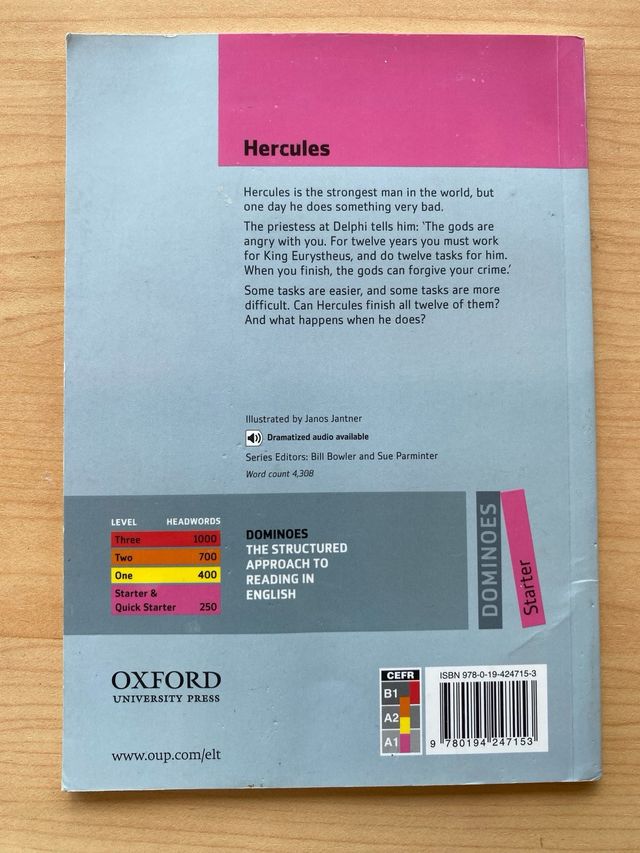 Hercules
Hercules is the strongest man in the world, but
one day he does something very bad.
The priestess at Delphi tells him: ‘The gods are
angry with you. For twelve years you must work
for King Eurystheus, and do twelve tasks for him.
When you finish, the gods can forgive your crime.’
Some tasks are easier, and some tasks are more
difficult. Can Hercules finish all twelve of them?
And what happens when he does?
Illustrated by Janos Jantner
Dramatized audio available
Series Editors: Bill Bowler and Sue Parminter
Word count 4,308
LEVEL HEADWORDS
Three 1000
Two 700
One 400
Starter &
Quick Starter 250
DOMINOES
THE STRUCTURED
APPROACH TO
READING IN
ENGLISH
DOMINOES
Starter
OXFORD
UNIVERSITY PRESS
www.oup.com/elt
CEFR
B1
A2
A1
ISBN 978-0-19-424715-3
9 780194 247153